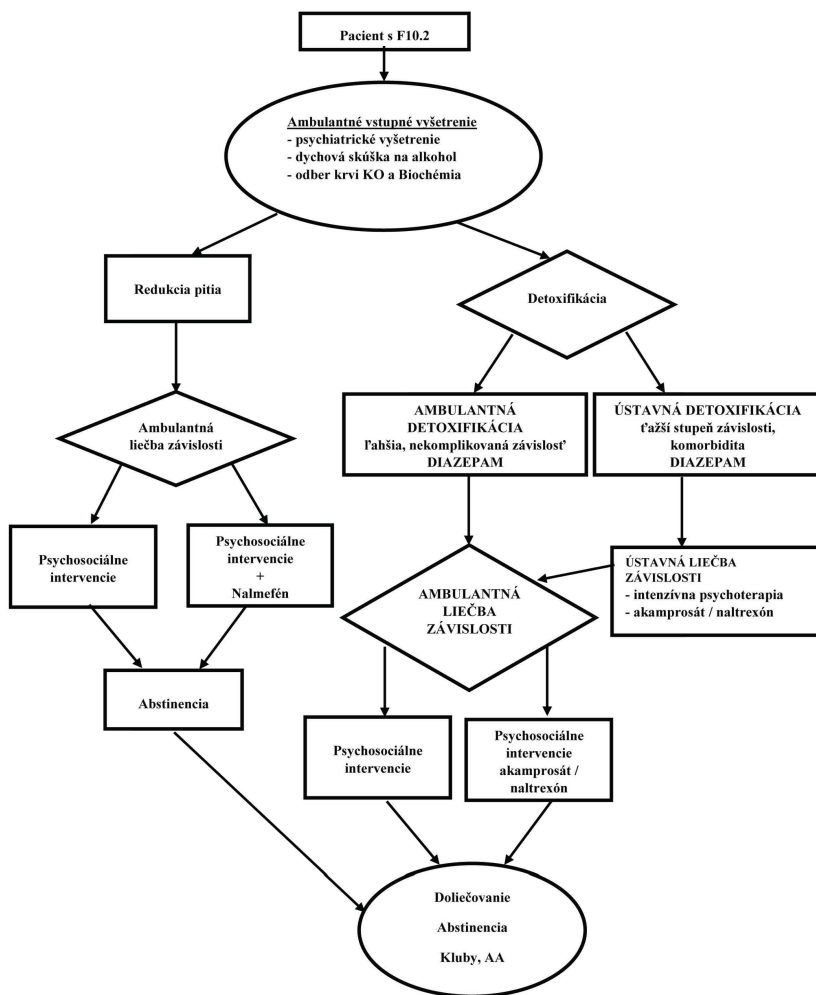 Pacient s F10.2
Ambulantné vstupné vyšetrenie
- psychiatrické vyšetrenie
- dychová skúška na alkohol
- odber krvi KO a Biochémia
Redukcia pitia
Detoxifikácia
Ambulantná
liečba závislosti
AMBULANTNÁ
DETOXIFIKÁCIA
ľahšia, nekomplikovaná závislosť
DIAZEPAM
ÚSTAVNÁ DETOXIFIKÁCIA
ťažší stupeň závislosti,
komorbidita
DIAZEPAM
Psychosociálne
intervencie
Psychosociálne
intervencie
+
Nalmefén
AMBULANTNÁ
LIEČBA
ZÁVISLOSTI
ÚSTAVNÁ LIEČBA
ZÁVISLOSTI
- intenzívna psychoterapia
- akamprosát / naltrexón
Abstinencia
Psychosociálne
intervencie
Psychosociálne
intervencie
akamprosát /
naltrexón
Doliečovanie
Abstinencia
Kluby, AA